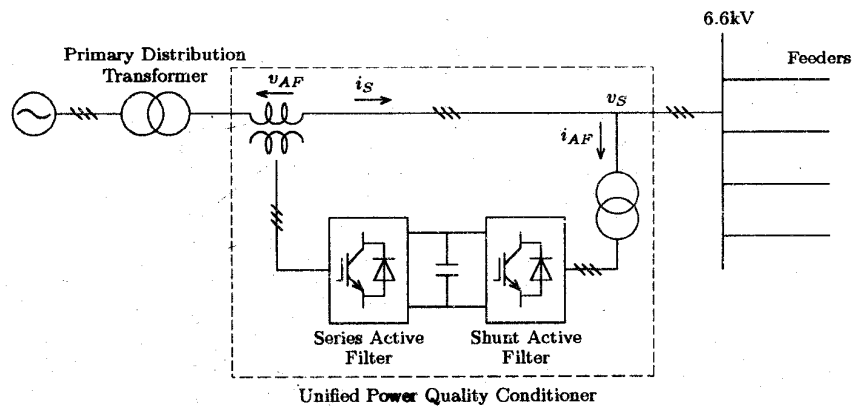 6.6kV
Primary Distribution
Transformer
Feeders
v_AF
i_S
v_S
i_AF
Series Active
Filter
Shunt Active
Filter
Unified Power Quality Conditioner